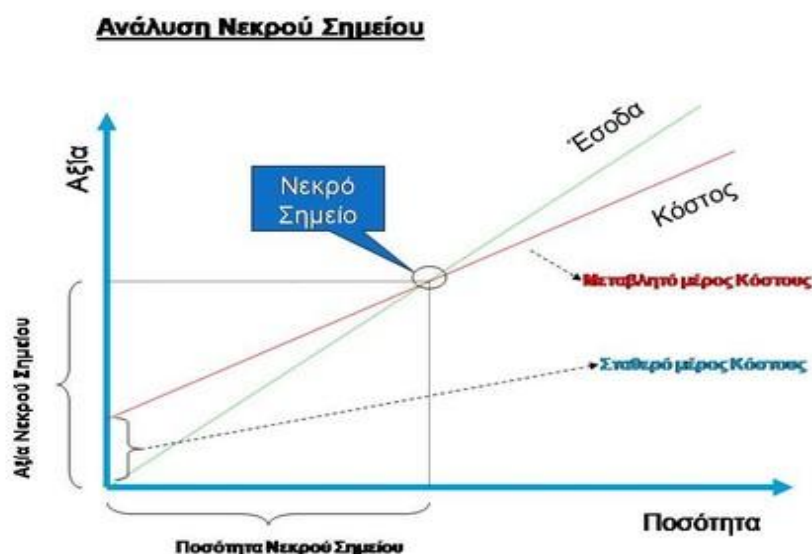 Ανάλυση Νεκρού Σημείου
Αξία
Έσοδα
Νεκρό
Σημείο
Κόστος
Μεταβλητό μέρος Κόστους
Σταθερό μέρος Κόστους
Αξία Νεκρού Σημείου
Ποσότητα
Ποσότητα Νεκρού Σημείου